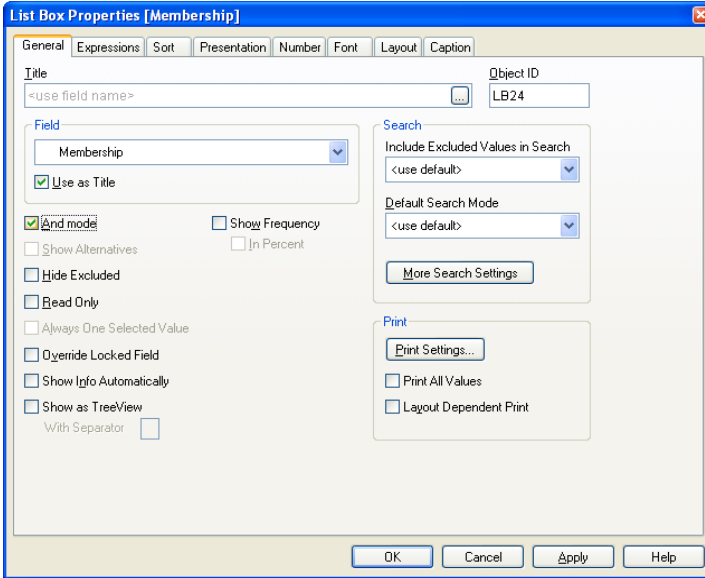 List Box Properties [Membership]
General Expressions Sort Presentation Number Font Layout Caption
Title
<use field name>
...
Object ID
LB24
Field
Membership
Use as Title
Search
Include Excluded Values in Search
<use default>
Default Search Mode
<use default>
More Search Settings
And mode
Show Frequency
Show Alternatives
In Percent
Hide Excluded
Read Only
Always One Selected Value
Override Locked Field
Show Info Automatically
Show as TreeView
With Separator
Print
Print Settings...
Print All Values
Layout Dependent Print
OK Cancel Apply Help